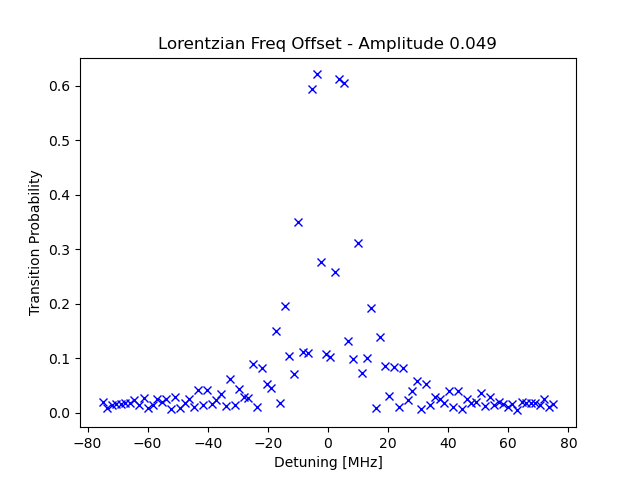 Lorentzian Freq Offset - Amplitude 0.049
Transition Probability
0.6
0.5
0.4
0.3
0.2
0.1
0.0
−80 −60 −40 −20 0 20 40 60 80
Detuning [MHz]